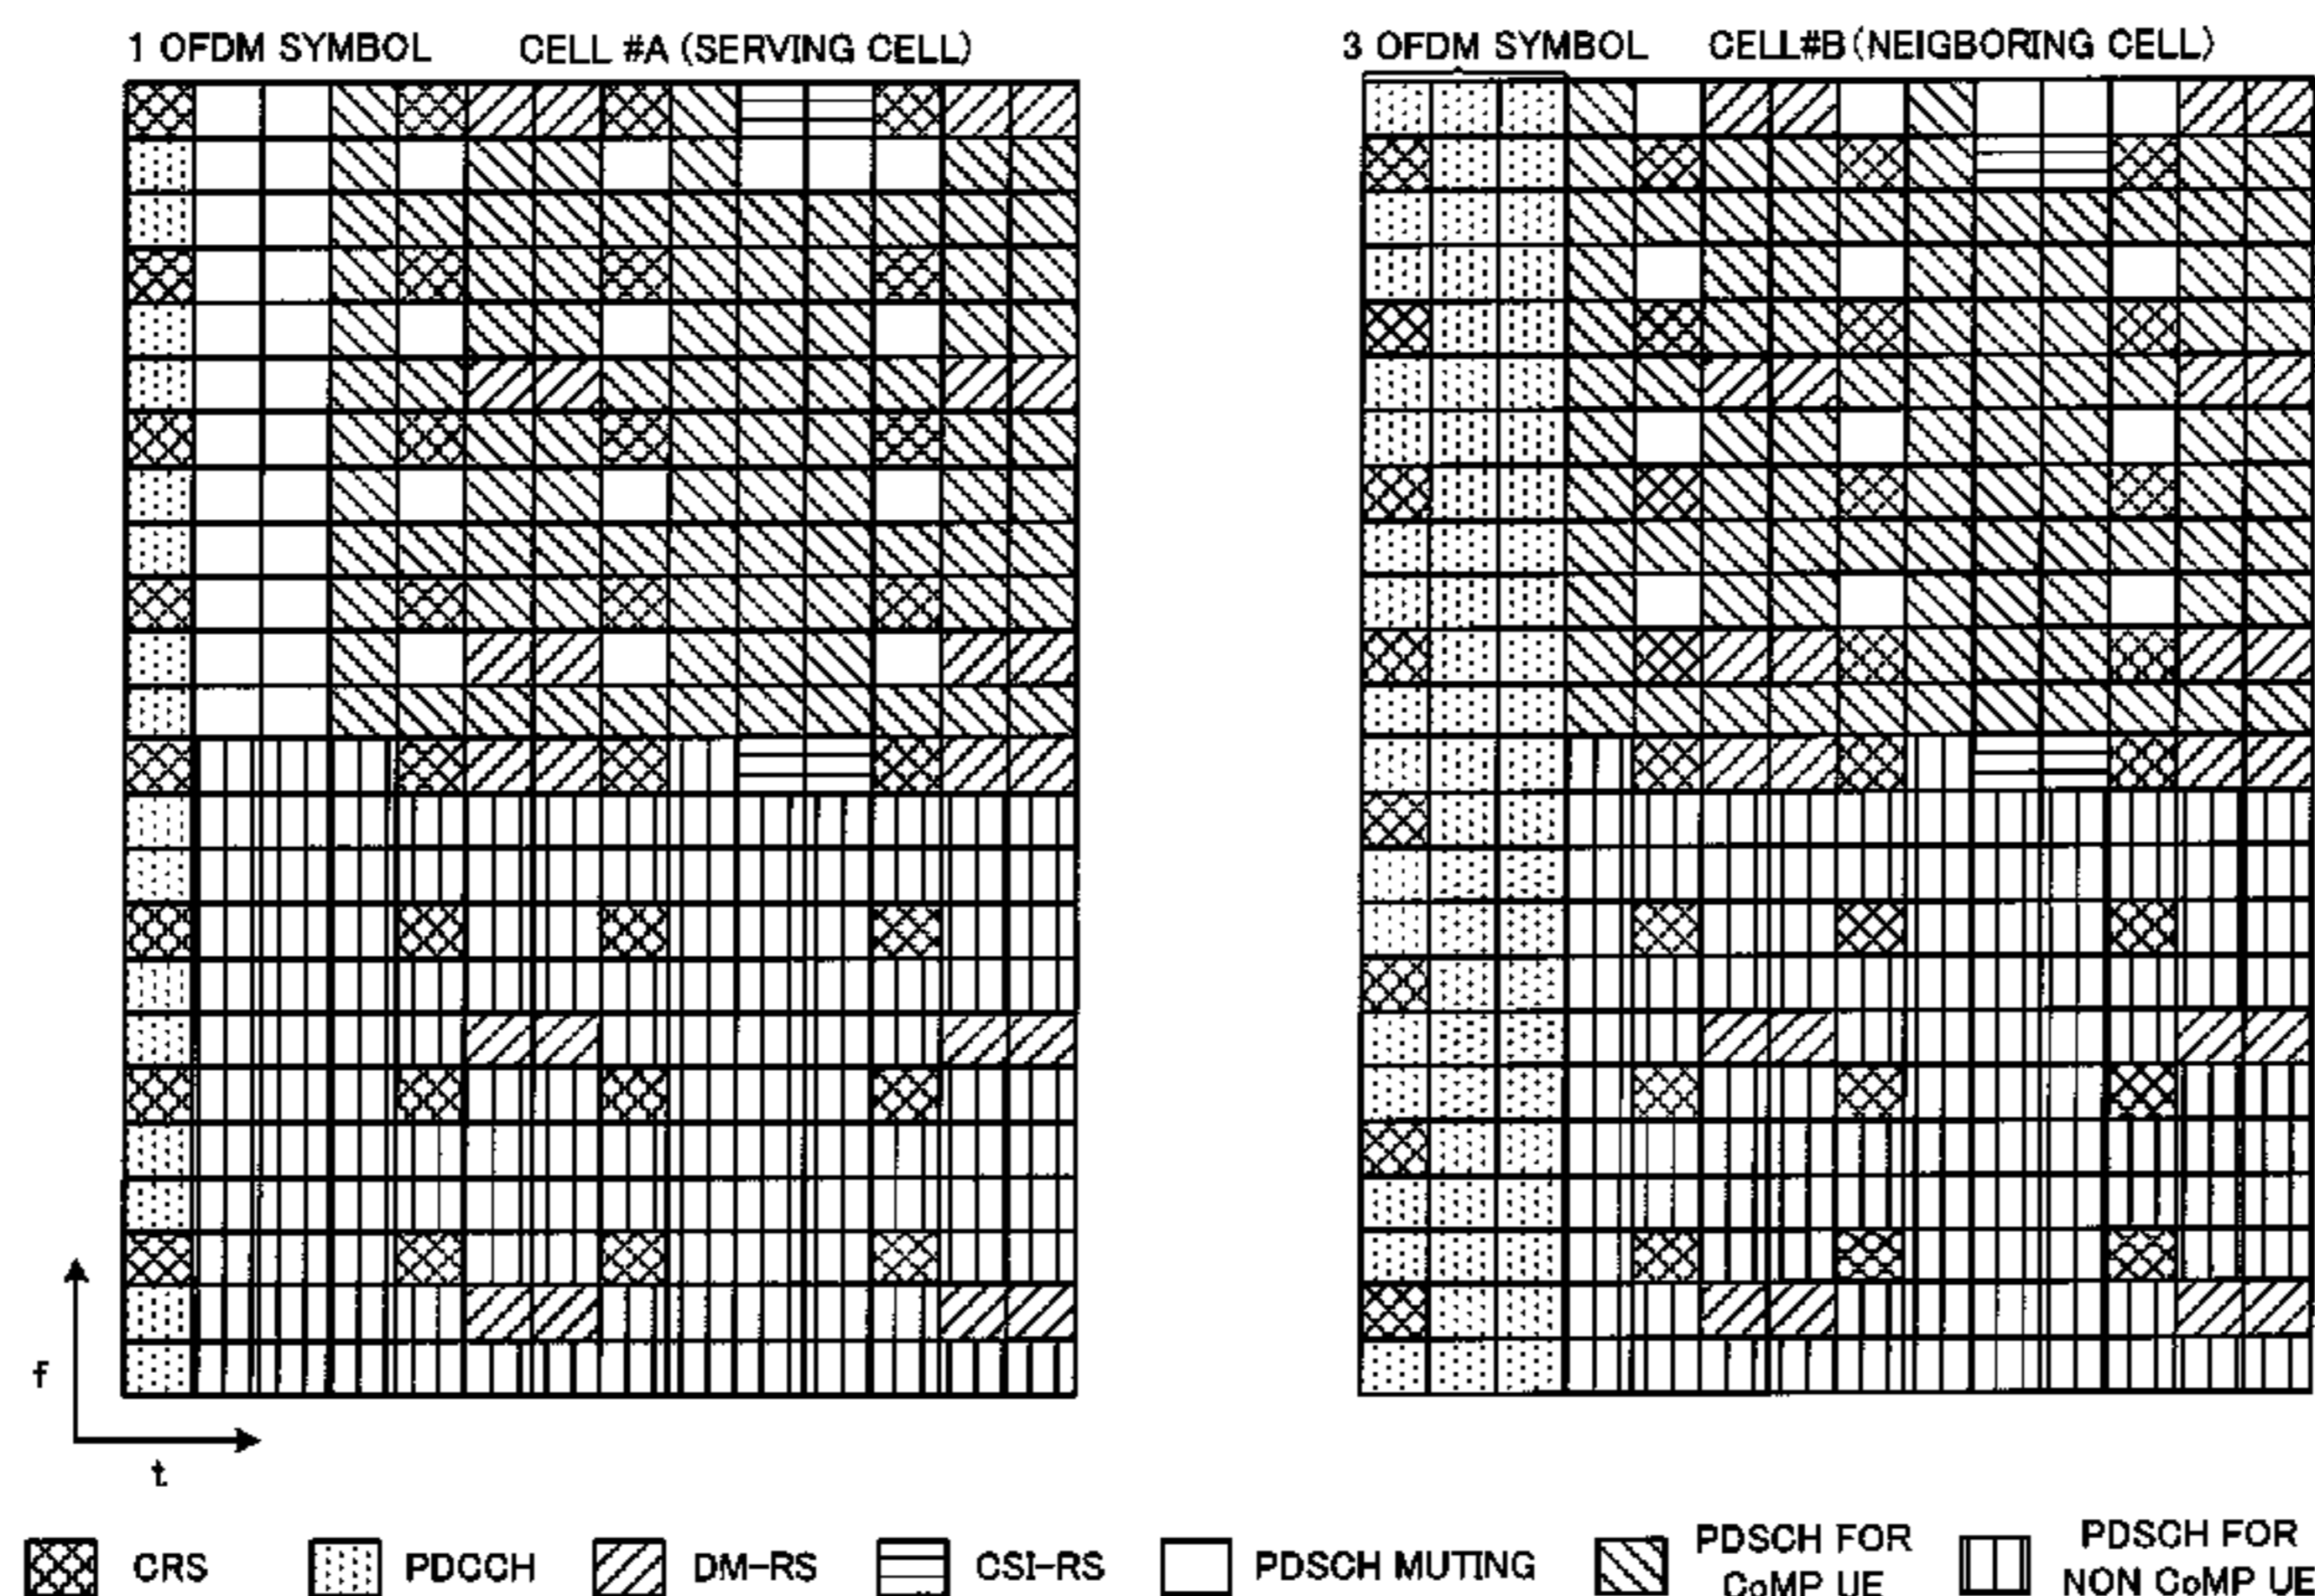 1 OFDM SYMBOL CELL #A (SERVING CELL)
3 OFDM SYMBOL CELL#B (NEIGBORING CELL)
f
t
CRS
PDCCH
DM-RS
CSI-RS
PDSCH MUTING
PDSCH FOR
CoMP UE
PDSCH FOR
NON CoMP UE